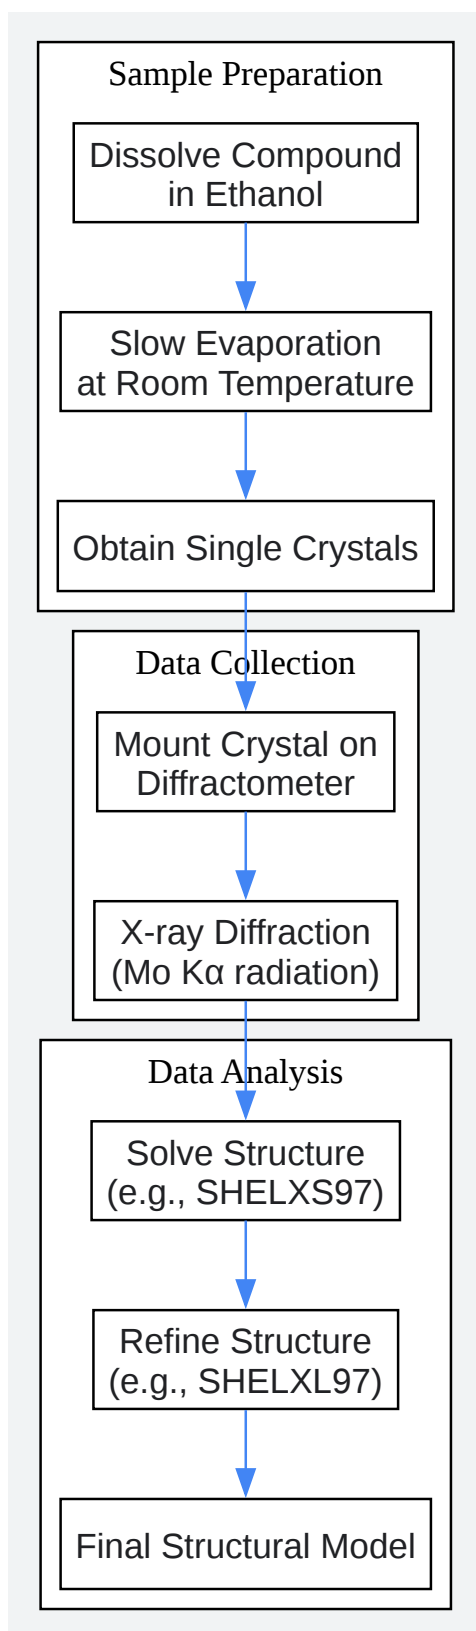 Sample Preparation
Dissolve Compound
in Ethanol
Slow Evaporation
at Room Temperature
Obtain Single Crystals
Data Collection
Mount Crystal on
Diffractometer
X-ray Diffraction
(Mo Kα radiation)
Data Analysis
Solve Structure
(e.g., SHELXS97)
Refine Structure
(e.g., SHELXL97)
Final Structural Model